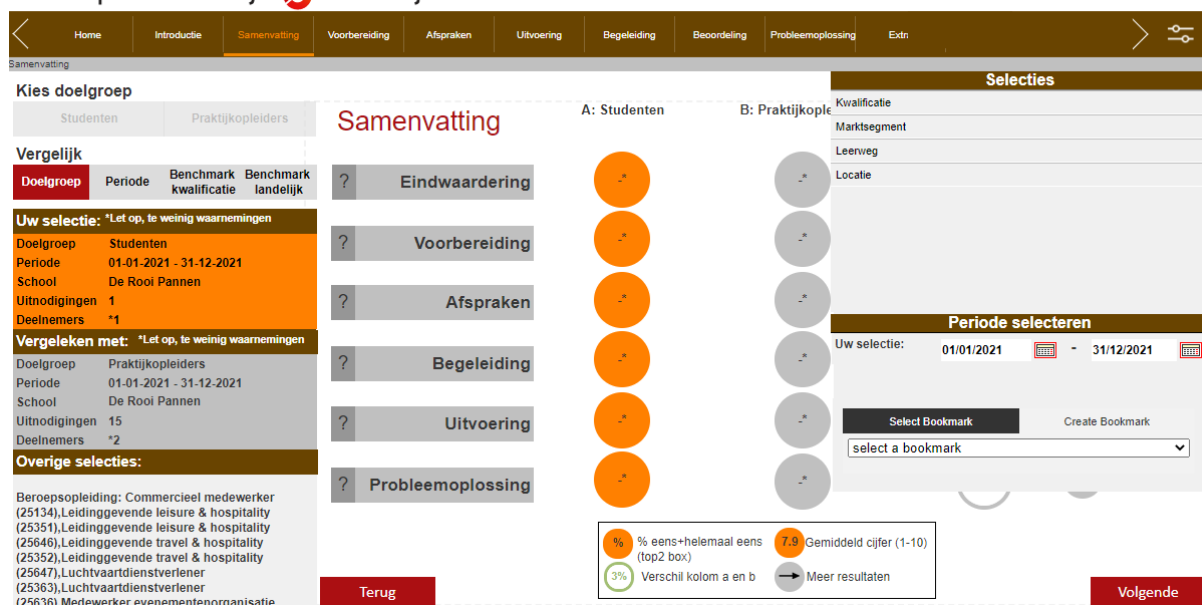 Home Introductie Samenvatting Voorbereiding Afspraken Uitvoering Begeleiding Beoordeling Probleemoplossing Extra
Samenvatting
Kies doelgroep
Studenten Praktijkopleiders
Vergelijk
Doelgroep Periode Benchmark kwalificatie Benchmark landelijk
Uw selectie: *Let op, te weinig waarnemingen
Doelgroep Studenten
Periode 01-01-2021 - 31-12-2021
School De Rooi Pannen
Uitnodigingen 1
Deelnemers *1
Vergeleken met: *Let op, te weinig waarnemingen
Doelgroep Praktijkopleiders
Periode 01-01-2021 - 31-12-2021
School De Rooi Pannen
Uitnodigingen 15
Deelnemers *2
Overige selecties:
Beroepsopleiding: Commercieel medewerker
(25134),Leidinggevende leisure & hospitality
(25351),Leidinggevende leisure & hospitality
(25646),Leidinggevende travel & hospitality
(25352),Leidinggevende travel & hospitality
(25647),Luchtvaartdienstverlener
(25363),Luchtvaartdienstverlener
(25636),Medewerker evenementenorganisatie
Samenvatting
A: Studenten B: Praktijkople
? Eindwaardering -* -*
? Voorbereiding -* -*
? Afspraken -* -*
? Begeleiding -* -*
? Uitvoering -* -*
? Probleemoplossing -* -*
% % eens+helemaal eens
(top2 box)
7.9 Gemiddeld cijfer (1-10)
3% Verschil kolom a en b
Meer resultaten
Terug
Volgende
Selecties
Kwalificatie
Marktsegment
Leerweg
Locatie
Periode selecteren
Uw selectie: 01/01/2021 - 31/12/2021
Select Bookmark Create Bookmark
select a bookmark